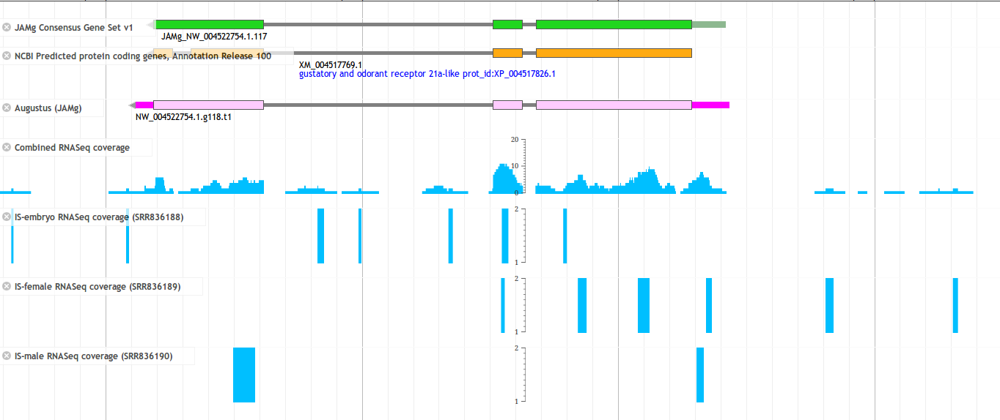 JAMg Consensus Gene Set v1
JAMg_NW_004522754.1.117
NCBI Predicted protein coding genes, Annotation Release 100
XM_004517769.1
gustatory and odorant receptor 21a-like prot_id:XP_004517826.1
Augustus (JAMg)
NW_004522754.1.g118.t1
Combined RNASeq coverage
20
10
0
IS-embryo RNASeq coverage (SRR836188)
2
1
IS-female RNASeq coverage (SRR836189)
2
1
IS-male RNASeq coverage (SRR836190)
2
1